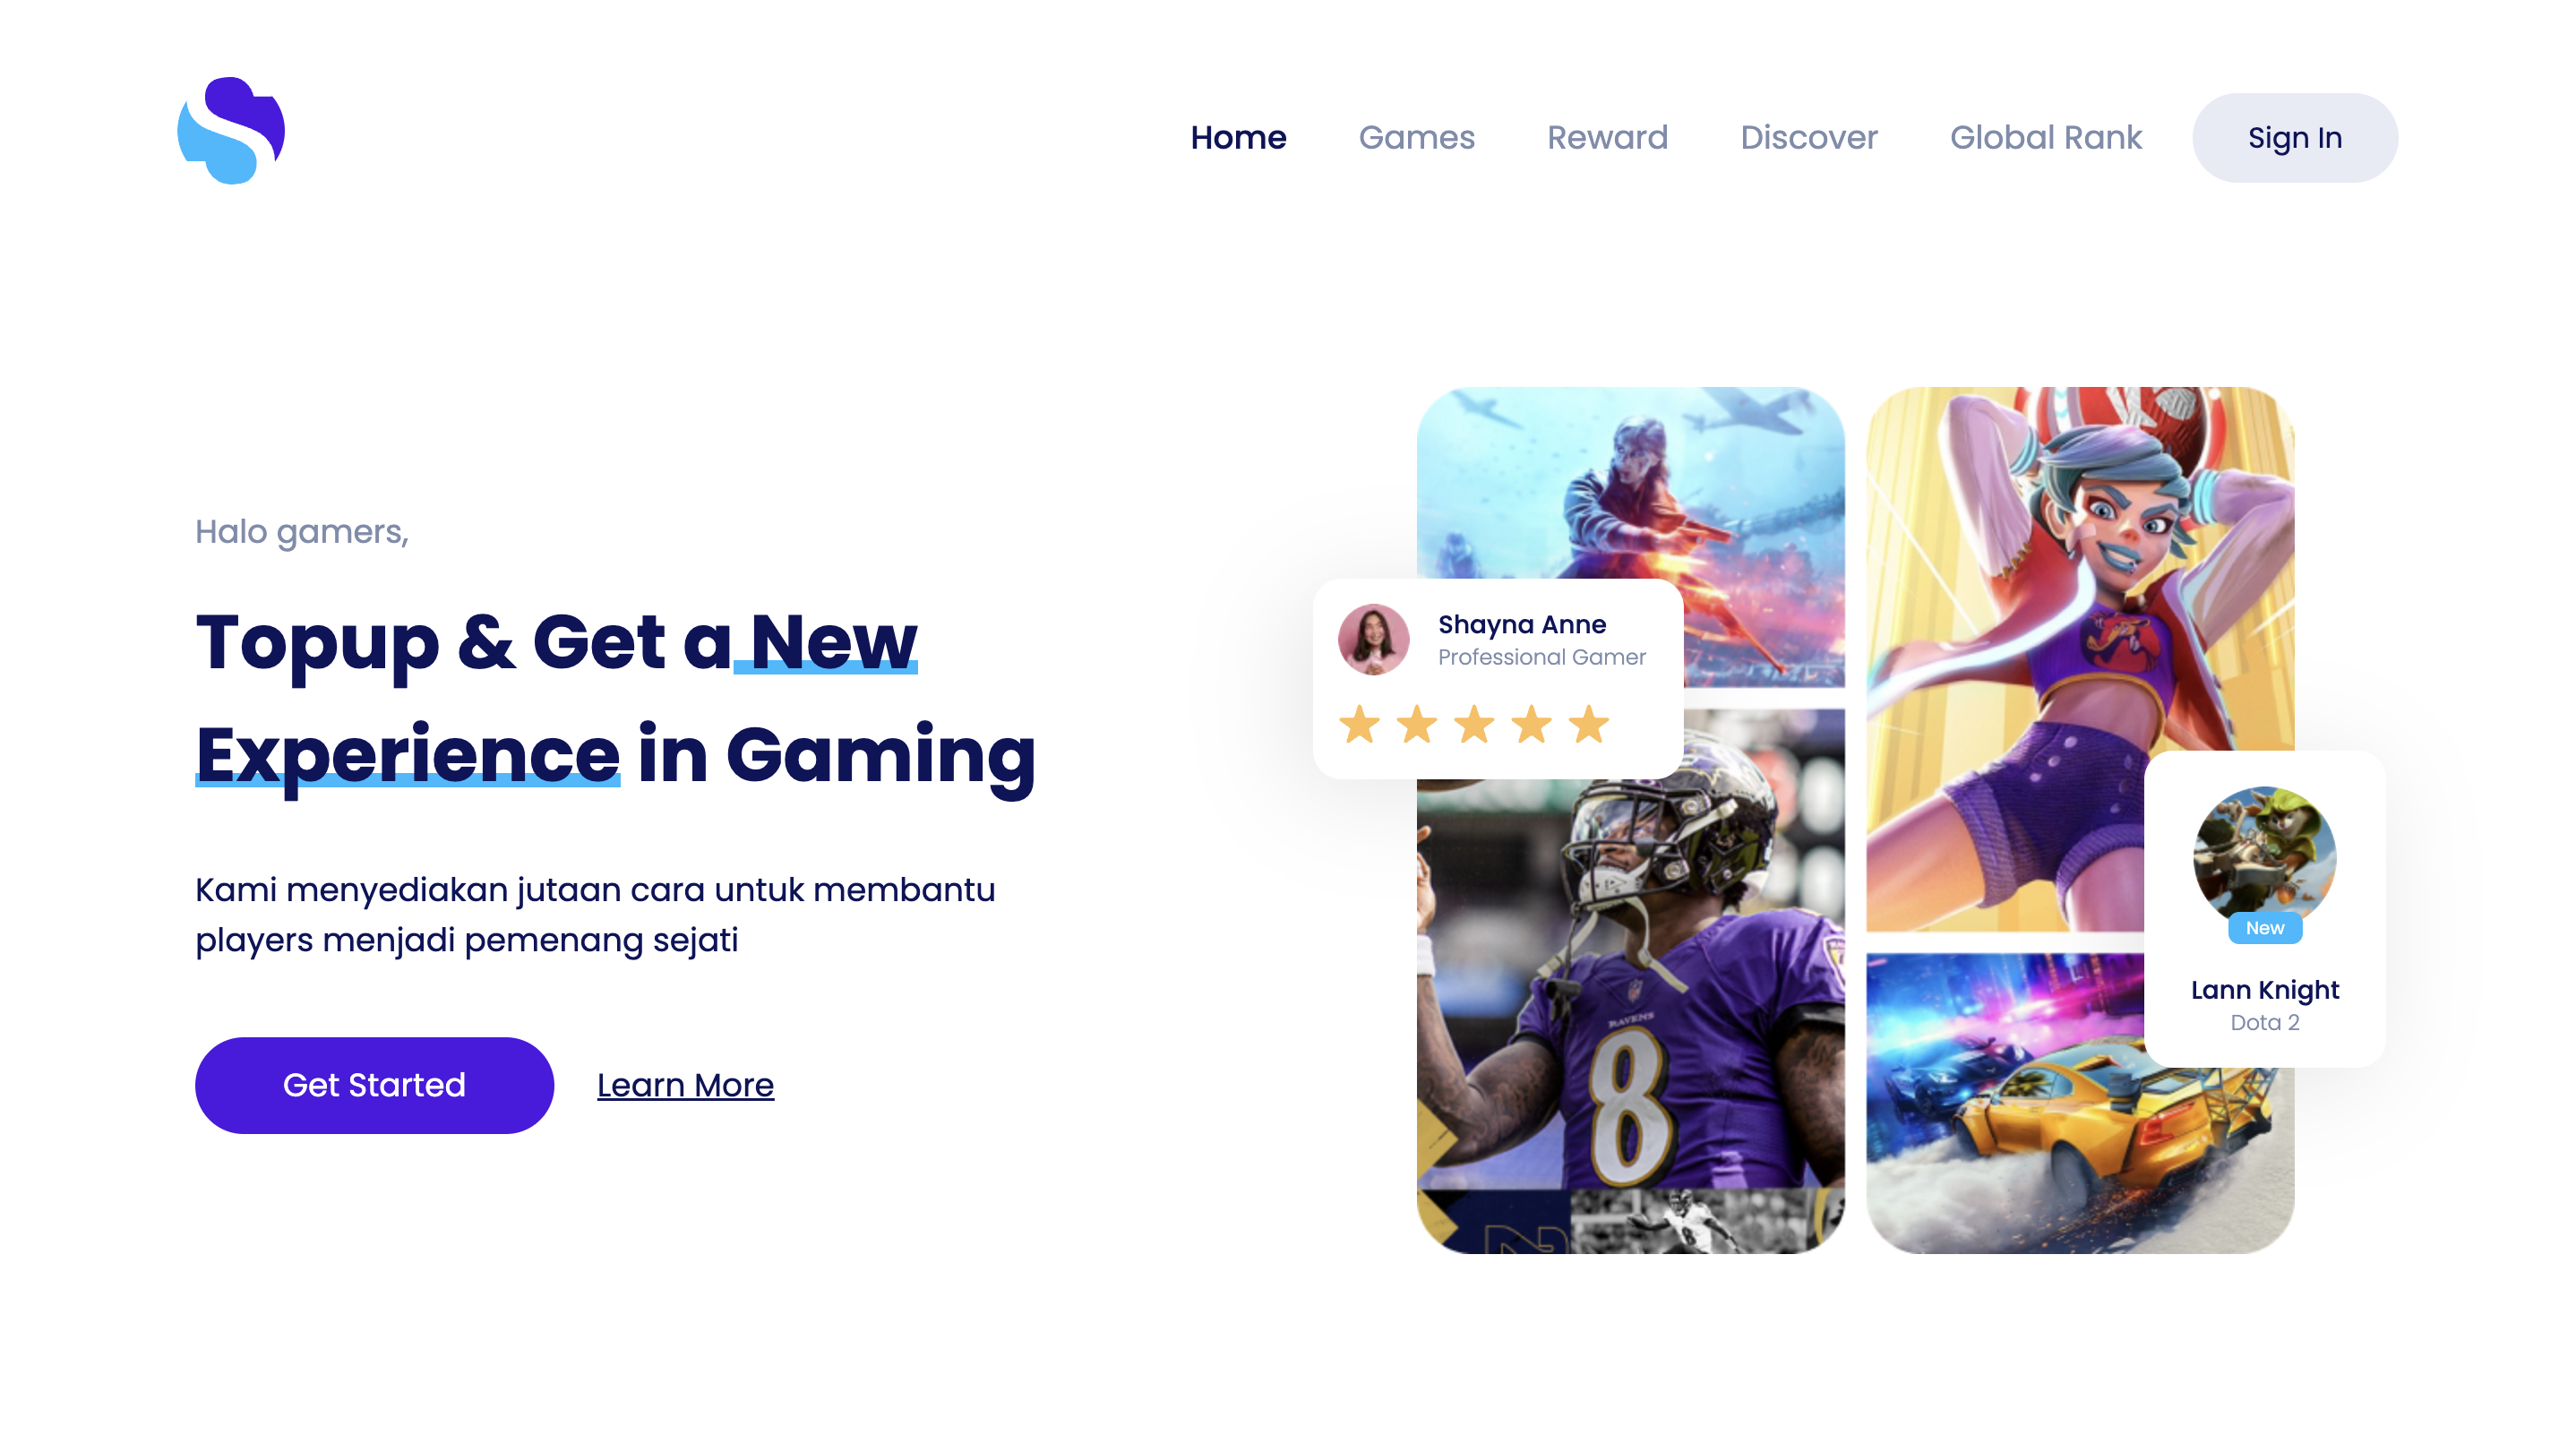 Home
Games
Reward
Discover
Global Rank
Sign In
Halo gamers,
Topup & Get a New
Experience in Gaming
Kami menyediakan jutaan cara untuk membantu
players menjadi pemenang sejati
Get Started
Learn More
Shayna Anne
Professional Gamer
RAVENS
8
8
New
Lann Knight
Dota 2